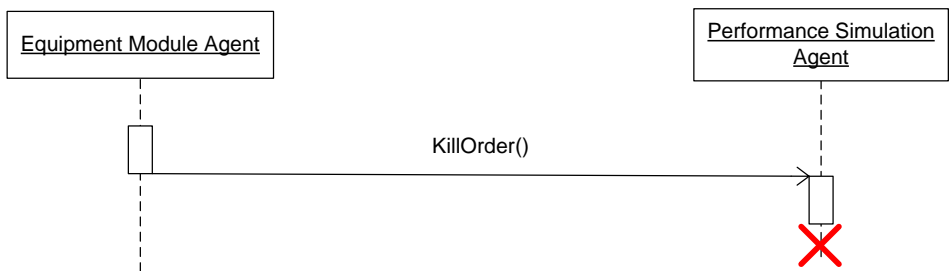 Equipment Module Agent
Performance Simulation
Agent
KillOrder()